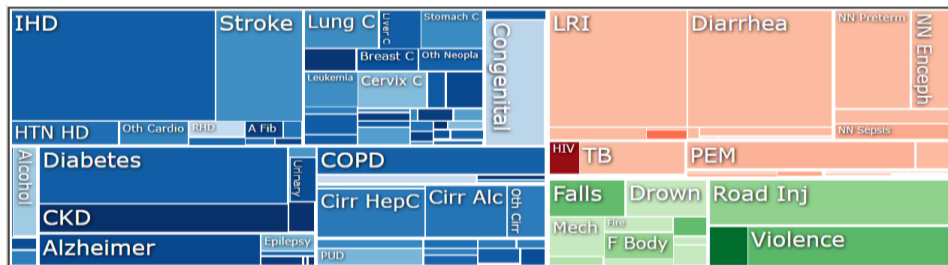 IHD
Stroke
HTN HD
Oth Cardio
RHD
A Fib
Lung C
Liver C
Stomach C
Breast C
Oth Neopla
Leukemia
Cervix C
Congenital
Alcohol
Diabetes
Urinary
CKD
Alzheimer
Epilepsy
COPD
Cirr HepC
Cirr Alc
Oth Cirr
PUD
LRI
Diarrhea
NN Preterm
NN Enceph
NN Sepsis
HIV
TB
PEM
Falls
Drown
Mech
Fire
F Body
Road Inj
Violence